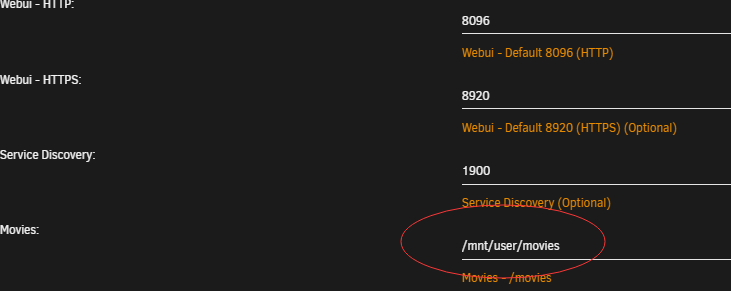 Webui - HTTP:
8096
Webui - Default 8096 (HTTP)
Webui - HTTPS:
8920
Webui - Default 8920 (HTTPS) (Optional)
Service Discovery:
1900
Service Discovery (Optional)
Movies:
/mnt/user/movies
Movies - /movies